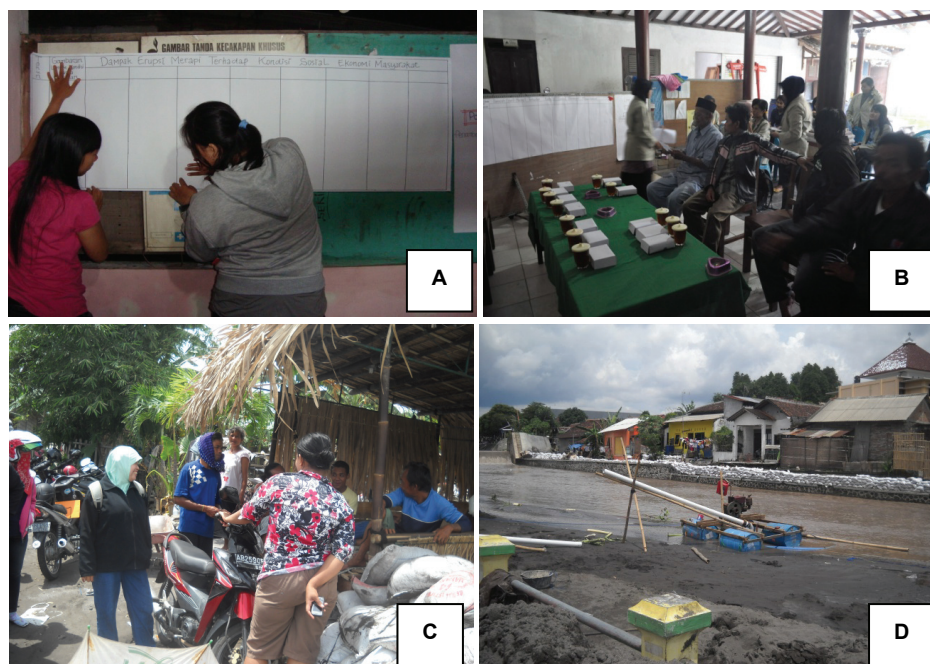 GAMBAR TANDA KECAKAPAN KHUSUS
Dampak Erupsi Merapi Terhadap Kondisi Sosial Ekonomi Masyarakat
A
B
C
D